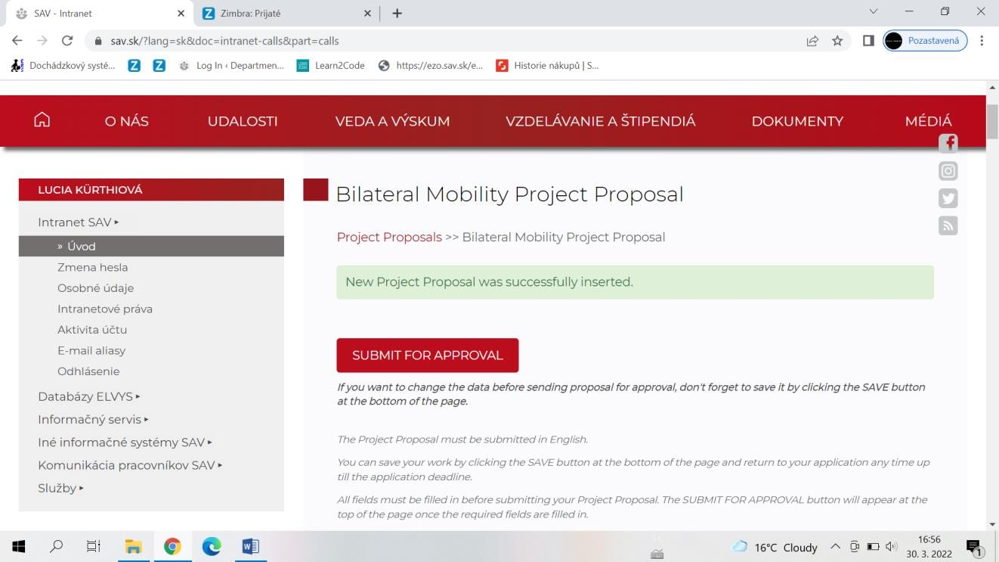 SAV - Intranet
Zimbra: Prijaté
sav.sk/?lang=sk&doc=intranet-calls&part=calls
Pozastavená
Dochádzkový systé...
Log In ‹ Departmen...
Learn2Code
https://ezo.sav.sk/e...
Historie nákupů | S...
O NÁS
UDALOSTI
VEDA A VÝSKUM
VZDELÁVANIE A ŠTIPENDIÁ
DOKUMENTY
MÉDIÁ
LUCIA KÜRTHIOVÁ
Intranet SAV ▸
» Úvod
Zmena hesla
Osobné údaje
Intranetové práva
Aktivita účtu
E-mail aliasy
Odhlásenie
Databázy ELVYS ▸
Informačný servis ▸
Iné informačné systémy SAV ▸
Komunikácia pracovníkov SAV ▸
Služby ▸
Bilateral Mobility Project Proposal
Project Proposals >> Bilateral Mobility Project Proposal
New Project Proposal was successfully inserted.
SUBMIT FOR APPROVAL
If you want to change the data before sending proposal for approval, don't forget to save it by clicking the SAVE button
at the bottom of the page.
The Project Proposal must be submitted in English.
You can save your work by clicking the SAVE button at the bottom of the page and return to your application any time up
till the application deadline.
All fields must be filled in before submitting your Project Proposal. The SUBMIT FOR APPROVAL button will appear at the
top of the page once the required fields are filled in.
16°C Cloudy
16:56
30. 3. 2022
1